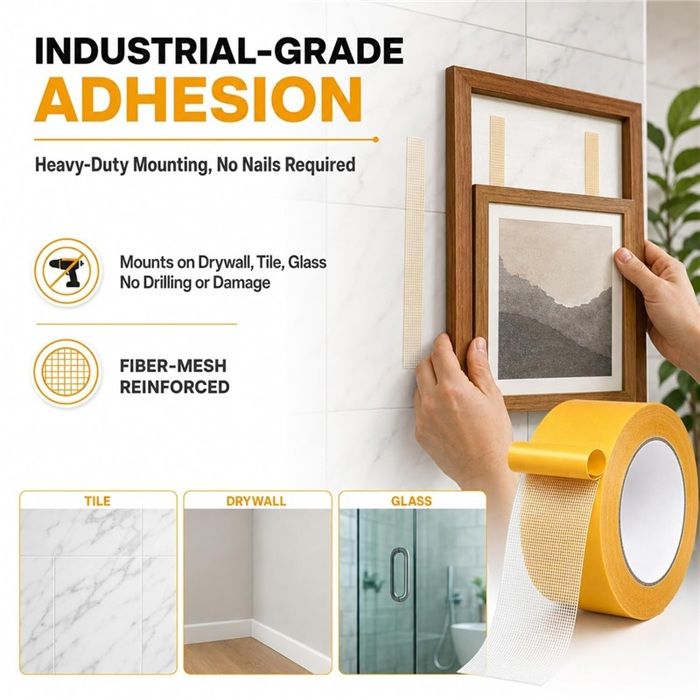 INDUSTRIAL-GRADE
ADHESION
Heavy-Duty Mounting, No Nails Required
Mounts on Drywall, Tile, Glass
No Drilling or Damage
FIBER-MESH
REINFORCED
TILE
DRYWALL
GLASS